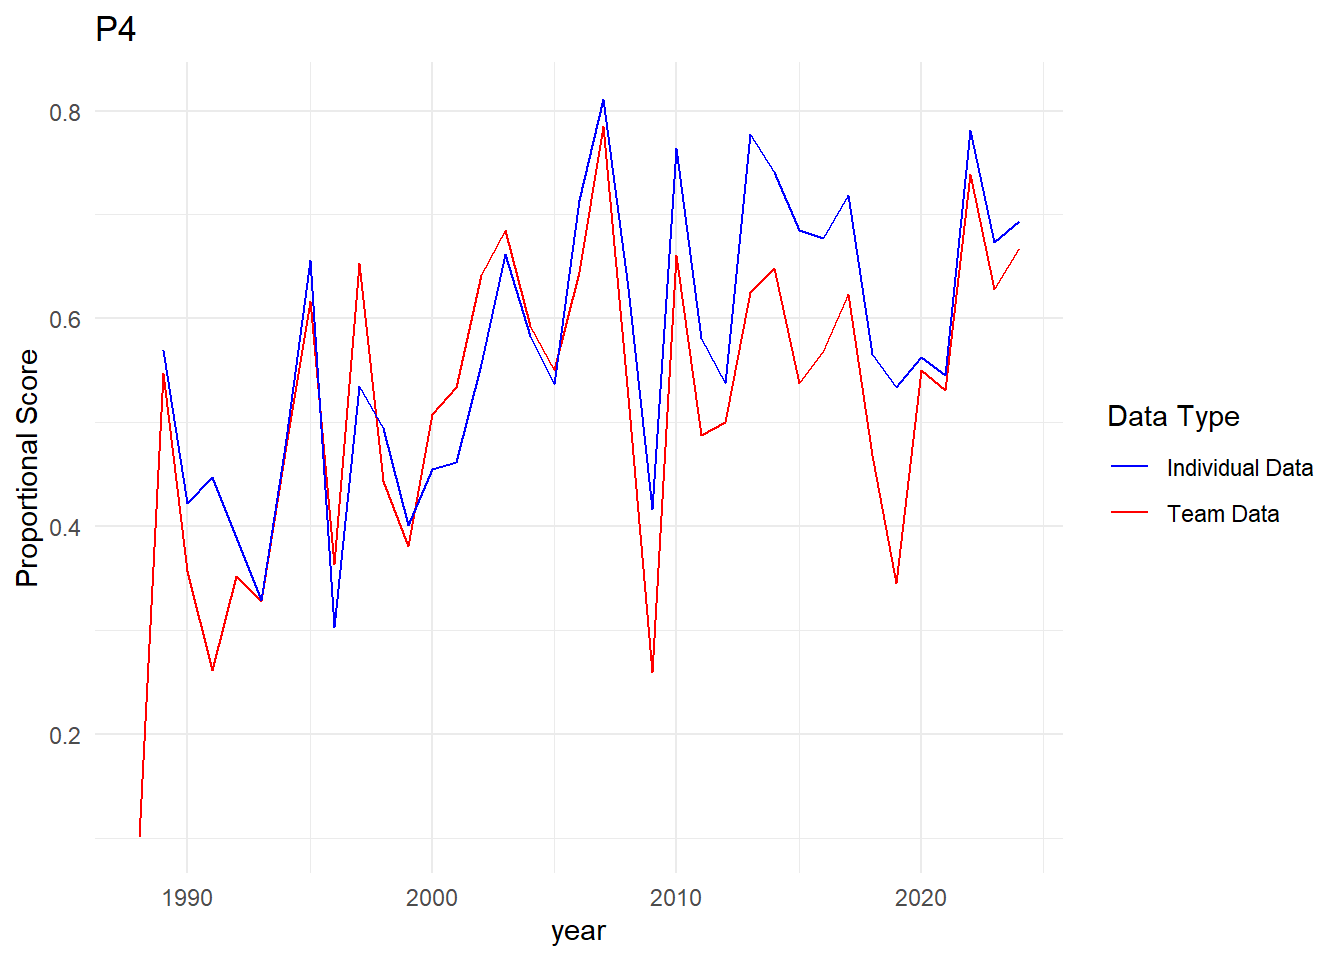 P4
0.8
0.6
0.4
0.2
Proportional Score
1990
2000
2010
2020
year
Data Type
Individual Data
Team Data